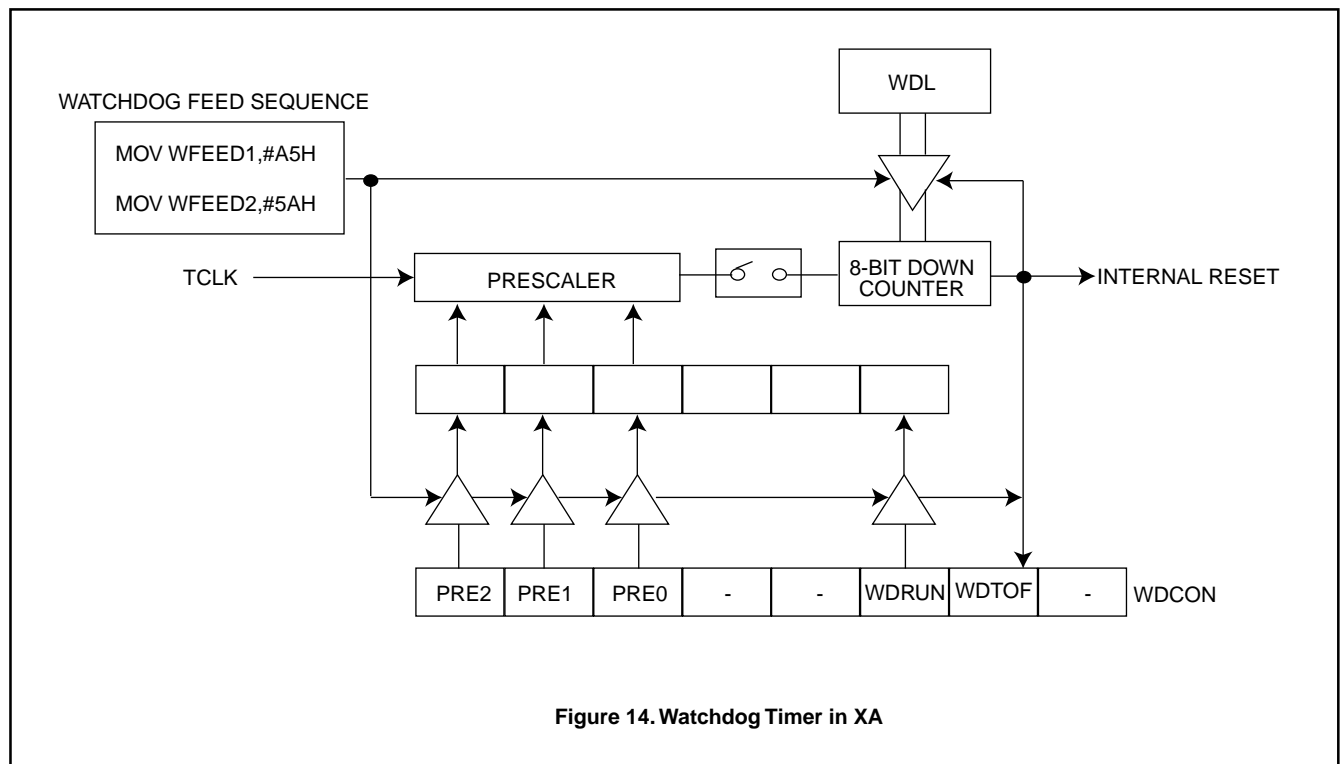 WDL
WATCHDOG FEED SEQUENCE
MOV WFEED1,#A5H
MOV WFEED2,#5AH
TCLK
PRESCALER
8-BIT DOWN
COUNTER
INTERNAL RESET
PRE2 PRE1 PRE0 - - WDRUN WDTOF - WDCON
Figure 14. Watchdog Timer in XA